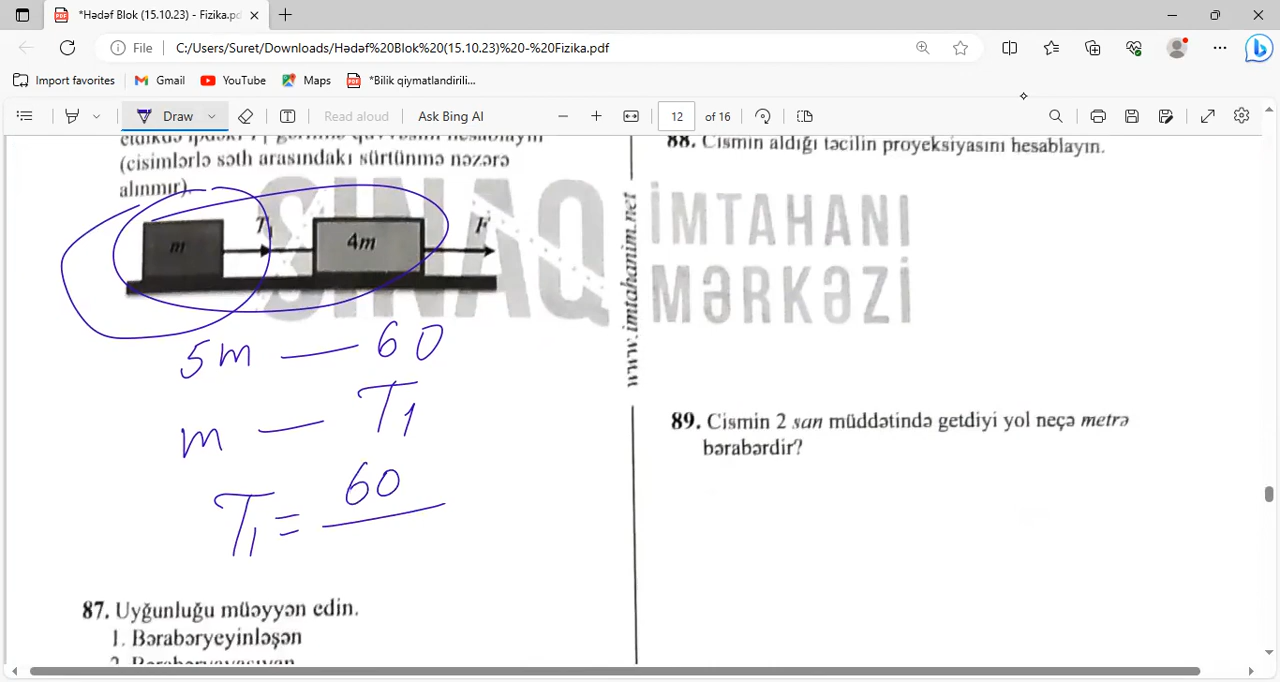 *Hədəf Blok (15.10.23) - Fizika.pd
File C:/Users/Suret/Downloads/Hədəf%20Blok%20(15.10.23)%20-%20Fizika.pdf
Import favorites Gmail YouTube Maps *Bilik qiymatlandirili...
Draw Read aloud Ask Bing AI 12 of 16
(cisimlərlə səth arasındakı sürtünmə nəzərə
alınmır).
m T1 4m F
5m — 60
m — T1
T1 = 60
87. Uyğunluğu müəyyən edin.
1. Bərabəryeyinləşən
88. Cismin aldığı təcilin proyeksiyasını hesablayın.
SINAQ İMTAHANI
MƏRKƏZİ
www.imtahanim.net
89. Cismin 2 san müddətində getdiyi yol neçə metrə
bərabərdir?